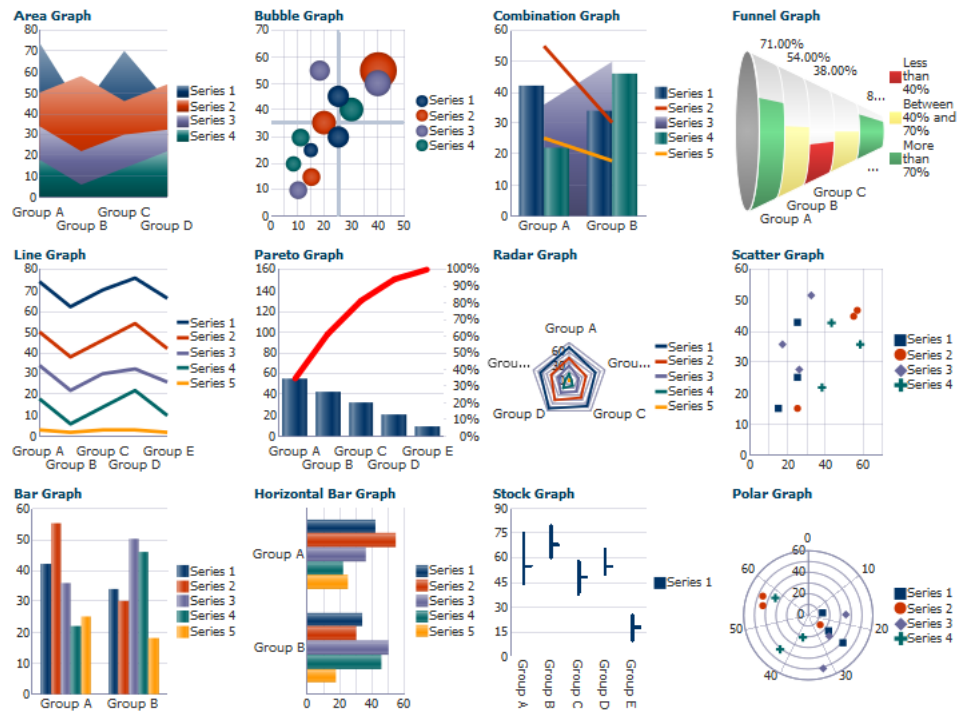 Area Graph
80
70
60
50
40
30
20
10
0
Group A
Group B
Group C
Group D
Series 1
Series 2
Series 3
Series 4
Bubble Graph
70
60
50
40
30
20
10
0
0 10 20 30 40 50
Series 1
Series 2
Series 3
Series 4
Combination Graph
60
50
40
30
20
10
0
Group A Group B
Series 1
Series 2
Series 3
Series 4
Series 5
Funnel Graph
71.00%
54.00%
38.00%
8...
...
Group C
Group B
Group A
Less
than
40%
Between
40% and
70%
More
than
70%
Line Graph
80
70
60
50
40
30
20
10
0
Group A Group C Group E
Group B Group D
Series 1
Series 2
Series 3
Series 4
Series 5
Pareto Graph
160
140
120
100
80
60
40
20
0
100%
90%
80%
70%
60%
50%
40%
30%
20%
10%
0%
Group A Group C Group E
Group B Group D
Radar Graph
Group A
60
Grou... Grou...
Group D Group C
Series 1
Series 2
Series 3
Series 4
Series 5
Scatter Graph
60
50
40
30
20
10
0
0 20 40 60
Series 1
Series 2
Series 3
Series 4
Bar Graph
60
50
40
30
20
10
0
Group A Group B
Series 1
Series 2
Series 3
Series 4
Series 5
Horizontal Bar Graph
Group A
Group B
0 20 40 60
Series 1
Series 2
Series 3
Series 4
Series 5
Stock Graph
90
75
60
45
30
15
0
Group A
Group B
Group C
Group D
Group E
Series 1
Polar Graph
0
60
40
20
0
10
20
30
40
50
60
Series 1
Series 2
Series 3
Series 4